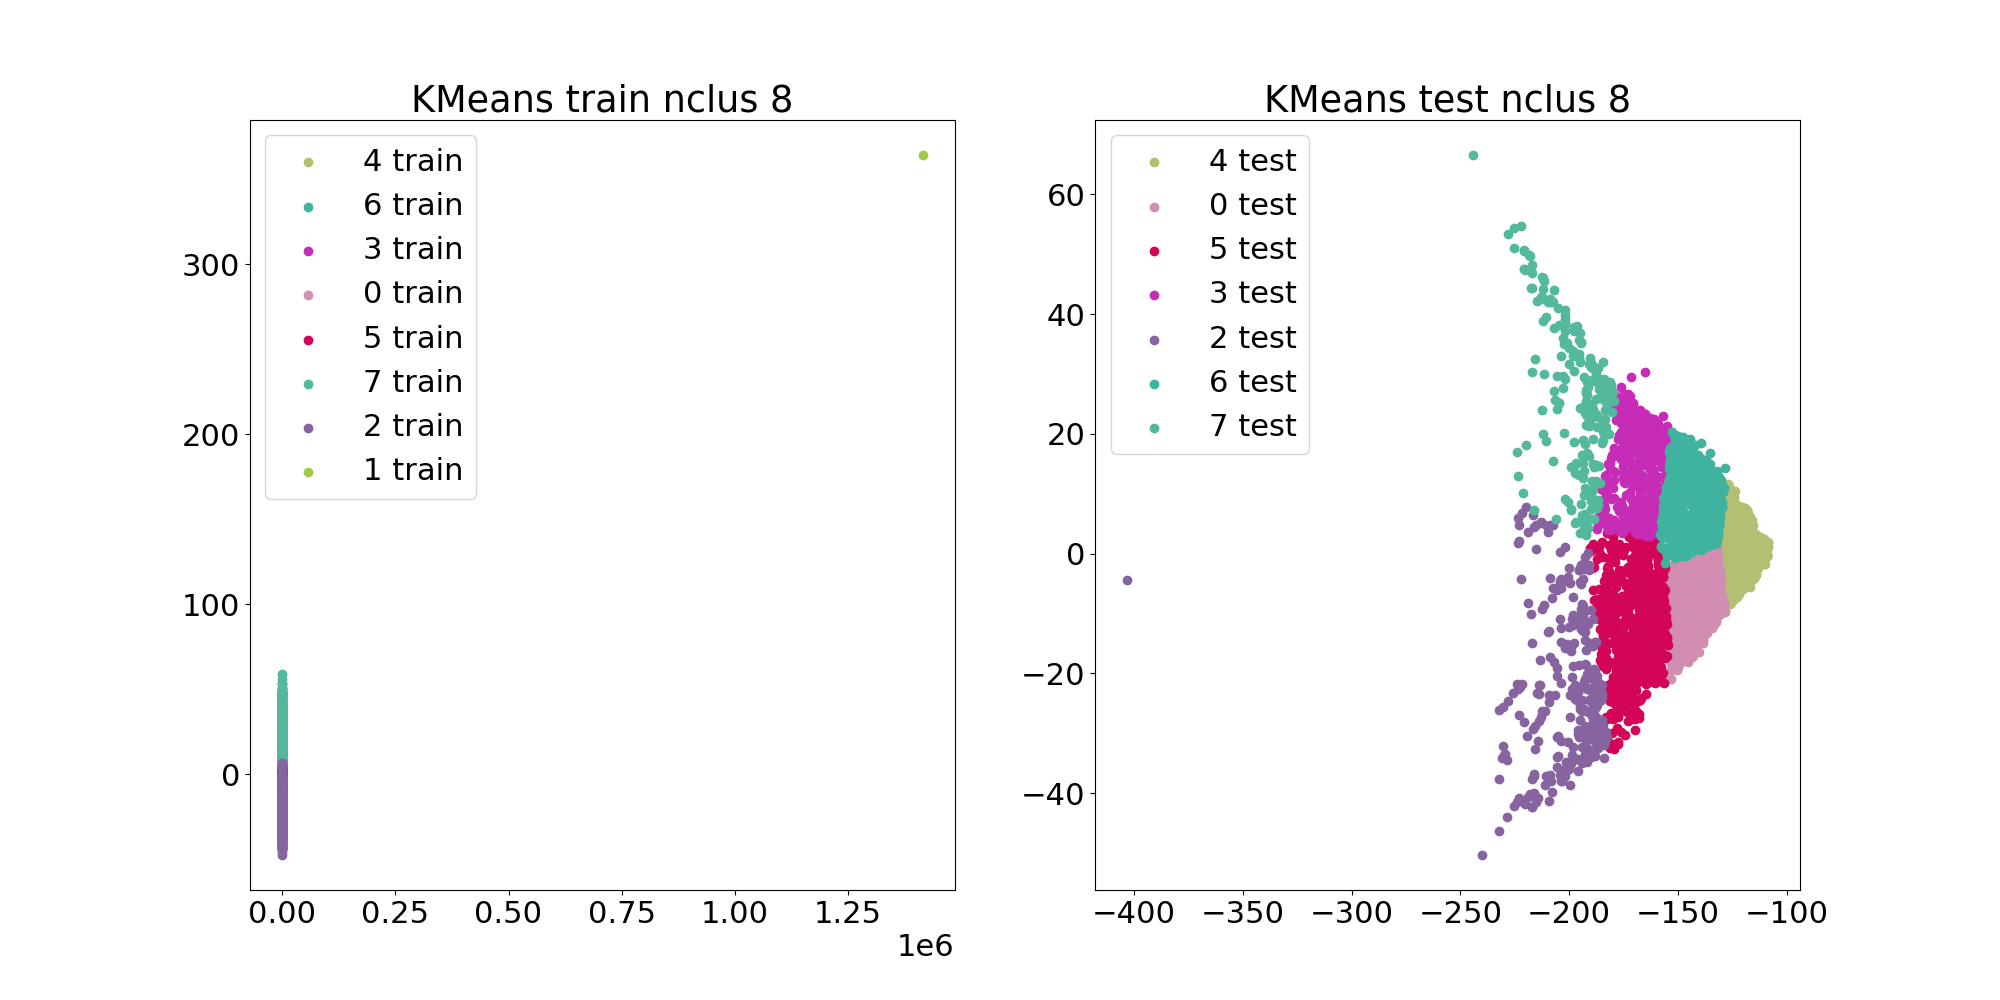 KMeans train nclus 8
4 train
6 train
3 train
0 train
5 train
7 train
2 train
1 train
300
200
100
0
0.00 0.25 0.50 0.75 1.00 1.25
1e6
KMeans test nclus 8
4 test
0 test
5 test
3 test
2 test
6 test
7 test
60
40
20
0
−20
−40
−400 −350 −300 −250 −200 −150 −100